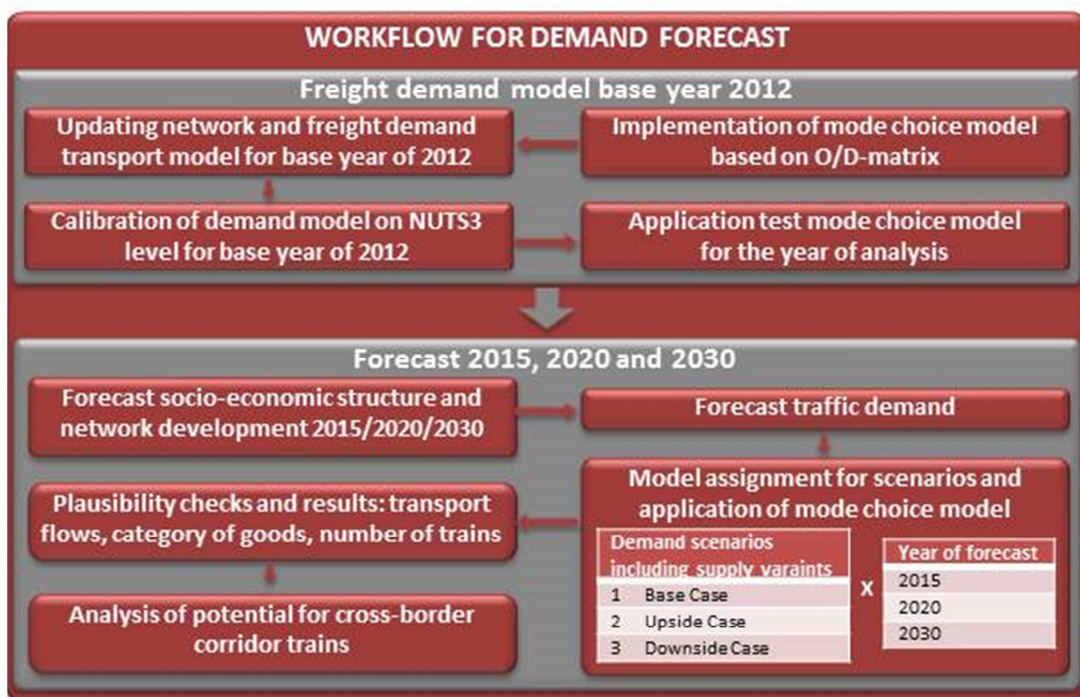 WORKFLOW FOR DEMAND FORECAST
Freight demand model base year 2012
Updating network and freight demand
transport model for base year of 2012
Implementation of mode choice model
based on O/D-matrix
Calibration of demand model on NUTS3
level for base year of 2012
Application test mode choice model
for the year of analysis
Forecast 2015, 2020 and 2030
Forecast socio-economic structure and
network development 2015/2020/2030
Forecast traffic demand
Model assignment for scenarios and
application of mode choice model
Demand scenarios
including supply varaints
1 Base Case
2 Upside Case
3 Downside Case
X
Year of forecast
2015
2020
2030
Plausibility checks and results: transport
flows, category of goods, number of trains
Analysis of potential for cross-border
corridor trains